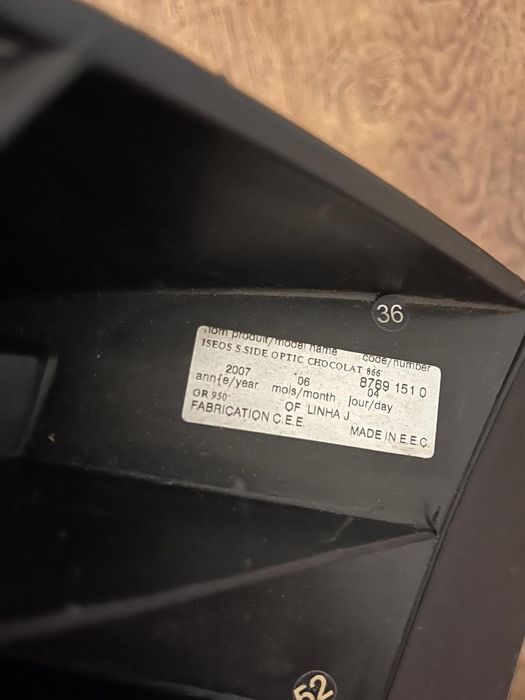 36
nom produit/model name code/number
ISEOS S.SIDE OPTIC CHOCOLAT 866
2007 06 8769 151 0
04
ann{e/year mois/month jour/day
GR 950 OF LINHA J
FABRICATION C.E.E. MADE IN E.E.C.
52